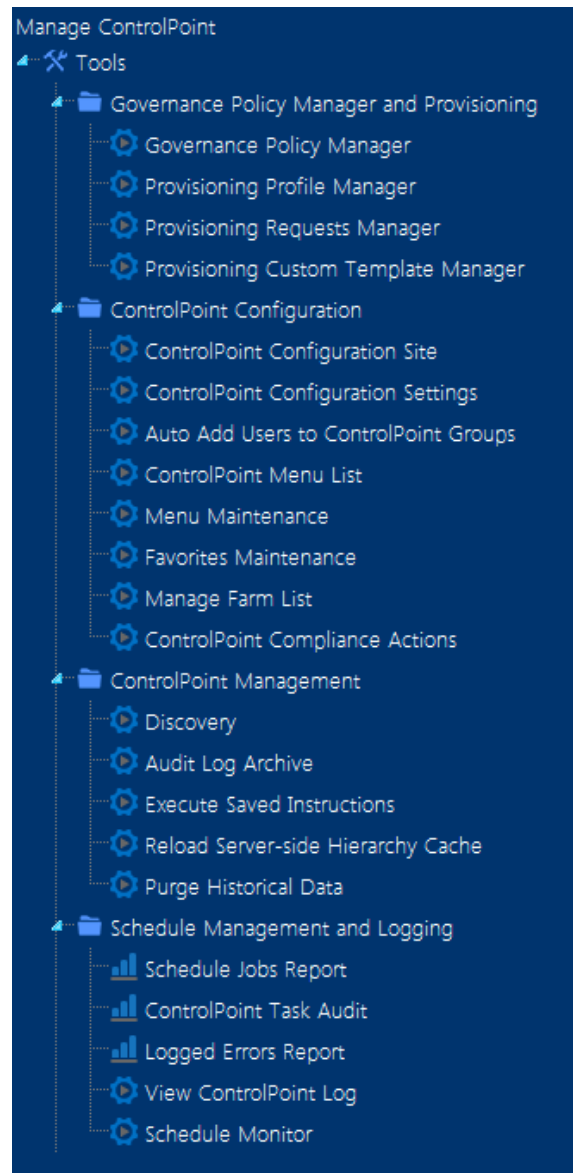 Manage ControlPoint
Tools
Governance Policy Manager and Provisioning
Governance Policy Manager
Provisioning Profile Manager
Provisioning Requests Manager
Provisioning Custom Template Manager
ControlPoint Configuration
ControlPoint Configuration Site
ControlPoint Configuration Settings
Auto Add Users to ControlPoint Groups
ControlPoint Menu List
Menu Maintenance
Favorites Maintenance
Manage Farm List
ControlPoint Compliance Actions
ControlPoint Management
Discovery
Audit Log Archive
Execute Saved Instructions
Reload Server-side Hierarchy Cache
Purge Historical Data
Schedule Management and Logging
Schedule Jobs Report
ControlPoint Task Audit
Logged Errors Report
View ControlPoint Log
Schedule Monitor